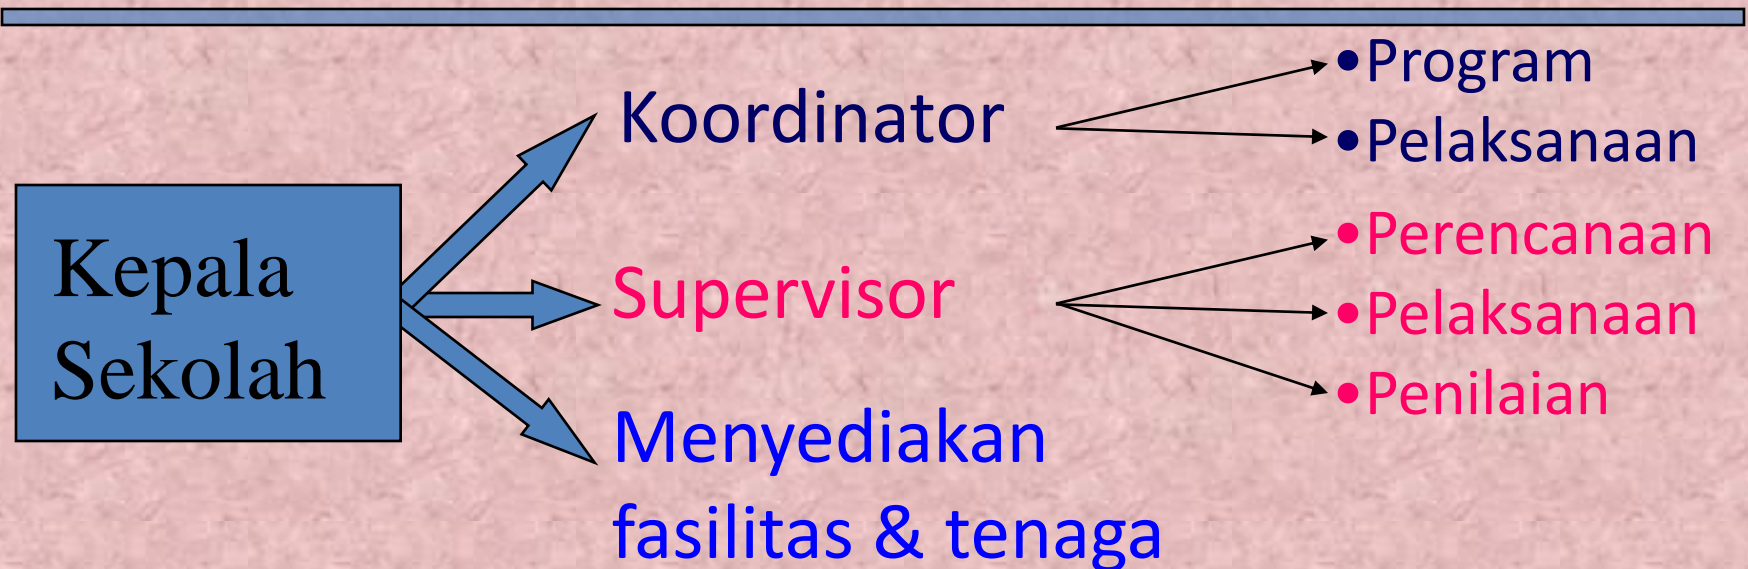 Kepala
Sekolah
Koordinator
•Program
•Pelaksanaan
Supervisor
•Perencanaan
•Pelaksanaan
•Penilaian
Menyediakan
fasilitas & tenaga